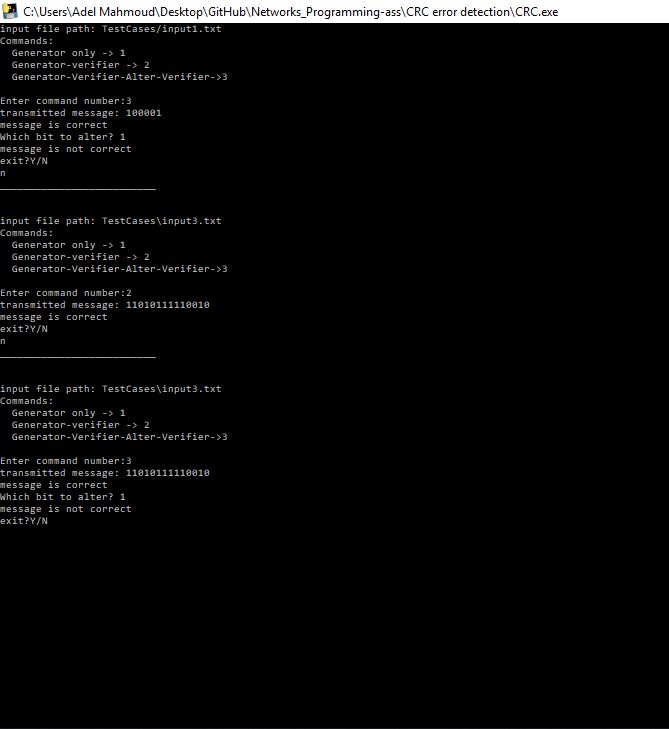 C:\Users\Adel Mahmoud\Desktop\GitHub\Networks_Programming-ass\CRC error detection\CRC.exe
input file path: TestCases/input1.txt
Commands:
  Generator only -> 1
  Generator-verifier -> 2
  Generator-Verifier-Alter-Verifier->3
Enter command number:3
transmitted message: 100001
message is correct
Which bit to alter? 1
message is not correct
exit?Y/N
n
__________________________
input file path: TestCases\input3.txt
Commands:
  Generator only -> 1
  Generator-verifier -> 2
  Generator-Verifier-Alter-Verifier->3
Enter command number:2
transmitted message: 11010111110010
message is correct
exit?Y/N
n
__________________________
input file path: TestCases\input3.txt
Commands:
  Generator only -> 1
  Generator-verifier -> 2
  Generator-Verifier-Alter-Verifier->3
Enter command number:3
transmitted message: 11010111110010
message is correct
Which bit to alter? 1
message is not correct
exit?Y/N